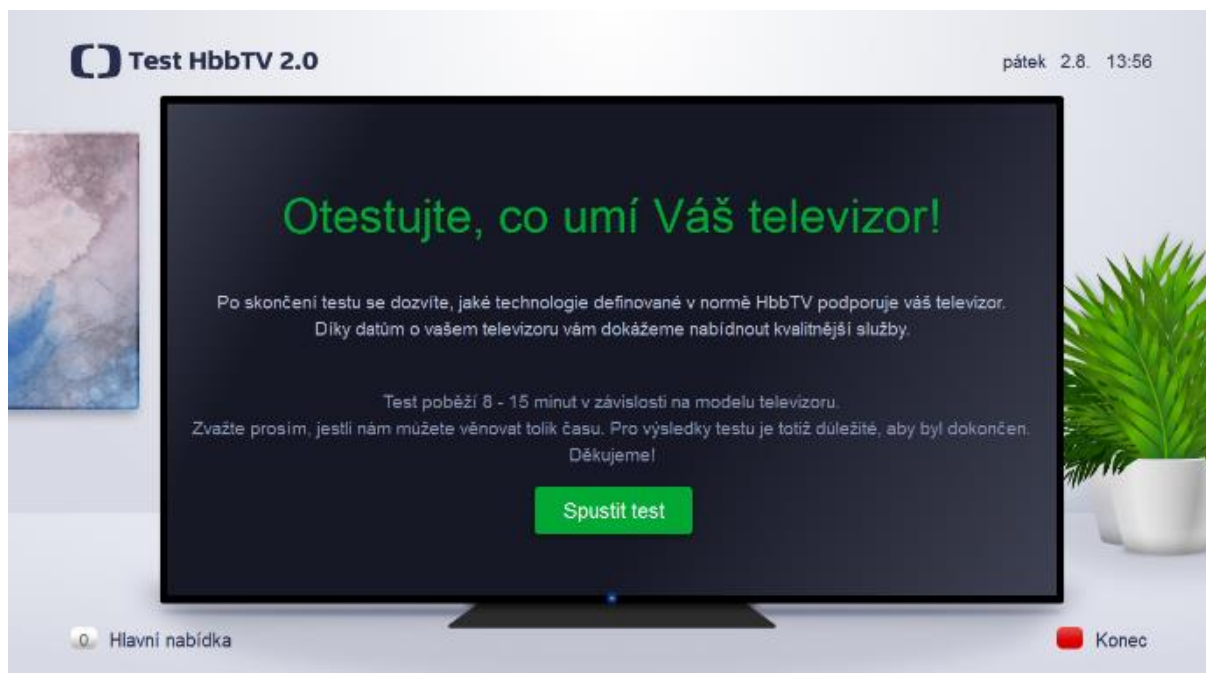 Test HbbTV 2.0
pátek 2.8. 13:56
Otestujte, co umí Váš televizor!
Po skončení testu se dozvíte, jaké technologie definované v normě HbbTV podporuje váš televizor.
Díky datům o vašem televizoru vám dokážeme nabídnout kvalitnější služby.
Test poběží 8 - 15 minut v závislosti na modelu televizoru.
Zvažte prosím, jestli nám můžete věnovat tolik času. Pro výsledky testu je totiž důležité, aby byl dokončen.
Děkujeme!
Spustit test
0 Hlavní nabídka
Konec